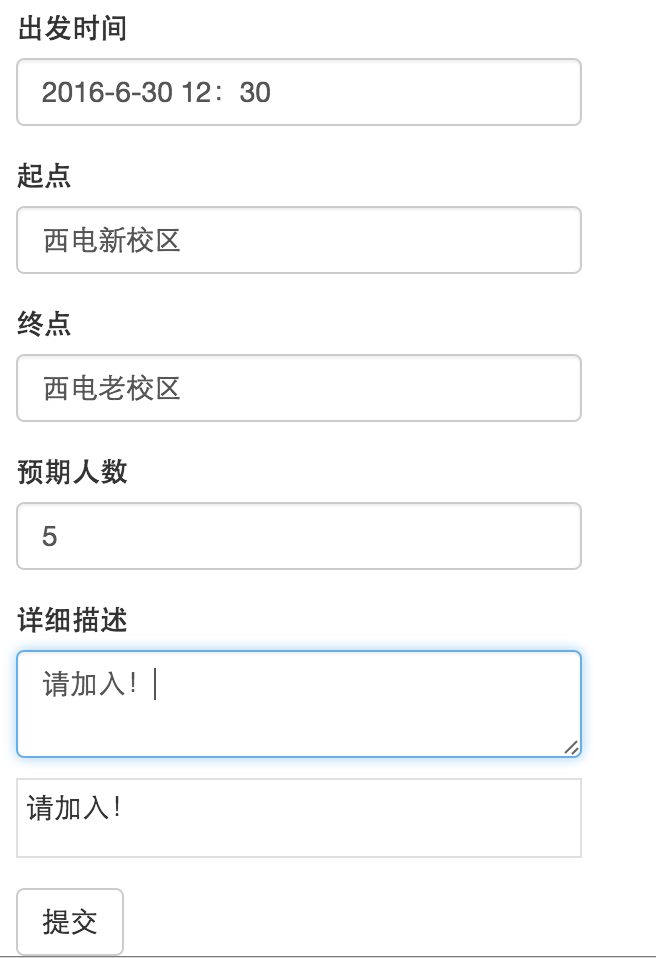 出发时间
2016-6-30 12：30
起点
西电新校区
终点
西电老校区
预期人数
5
详细描述
请加入！
请加入！
提交